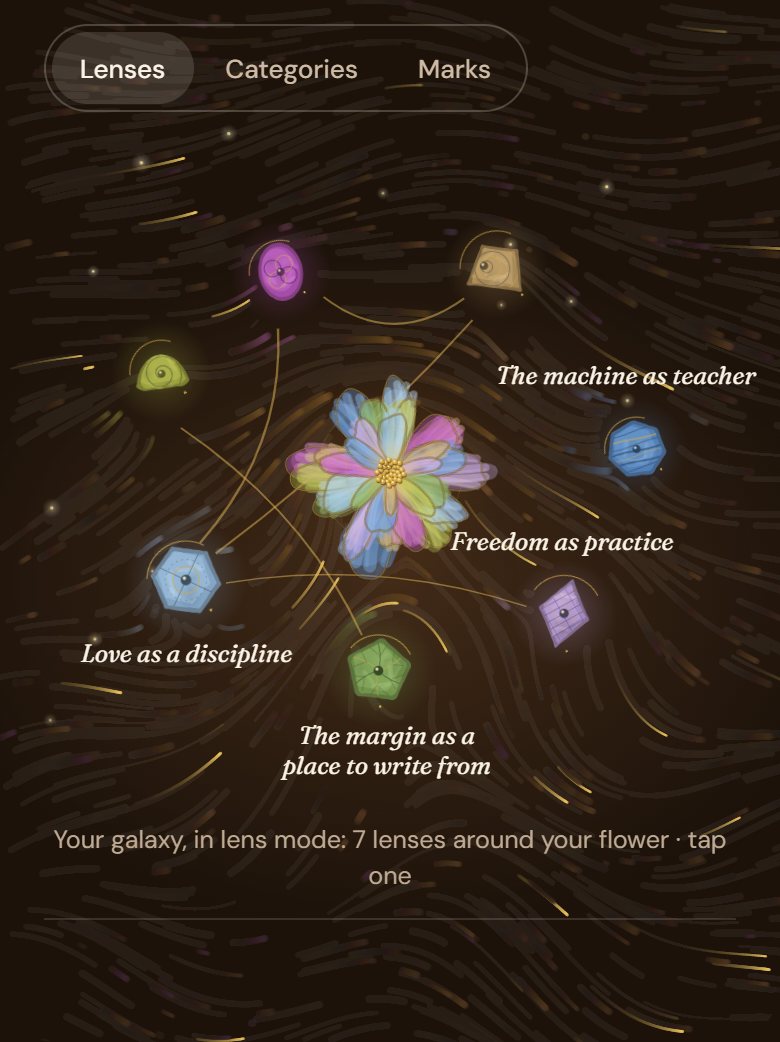 Lenses Categories Marks
The machine as teacher
Freedom as practice
Love as a discipline
The margin as a
place to write from
Your galaxy, in lens mode: 7 lenses around your flower · tap
one